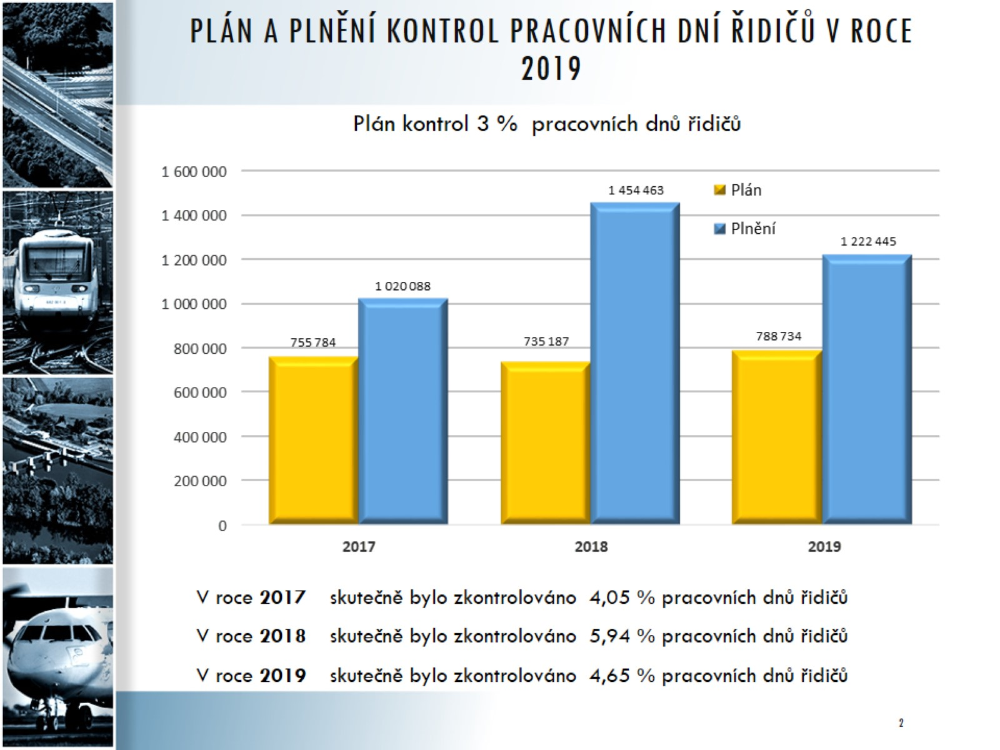 PLÁN A PLNĚNÍ KONTROL PRACOVNÍCH DNÍ ŘIDIČŮ V ROCE
2019
Plán kontrol 3 % pracovních dnů řidičů
1 600 000
1 400 000
1 200 000
1 000 000
800 000
600 000
400 000
200 000
0
755 784
1 020 088
735 187
1 454 463
788 734
1 222 445
Plán
Plnění
2017
2018
2019
V roce 2017 skutečně bylo zkontrolováno 4,05 % pracovních dnů řidičů
V roce 2018 skutečně bylo zkontrolováno 5,94 % pracovních dnů řidičů
V roce 2019 skutečně bylo zkontrolováno 4,65 % pracovních dnů řidičů
2